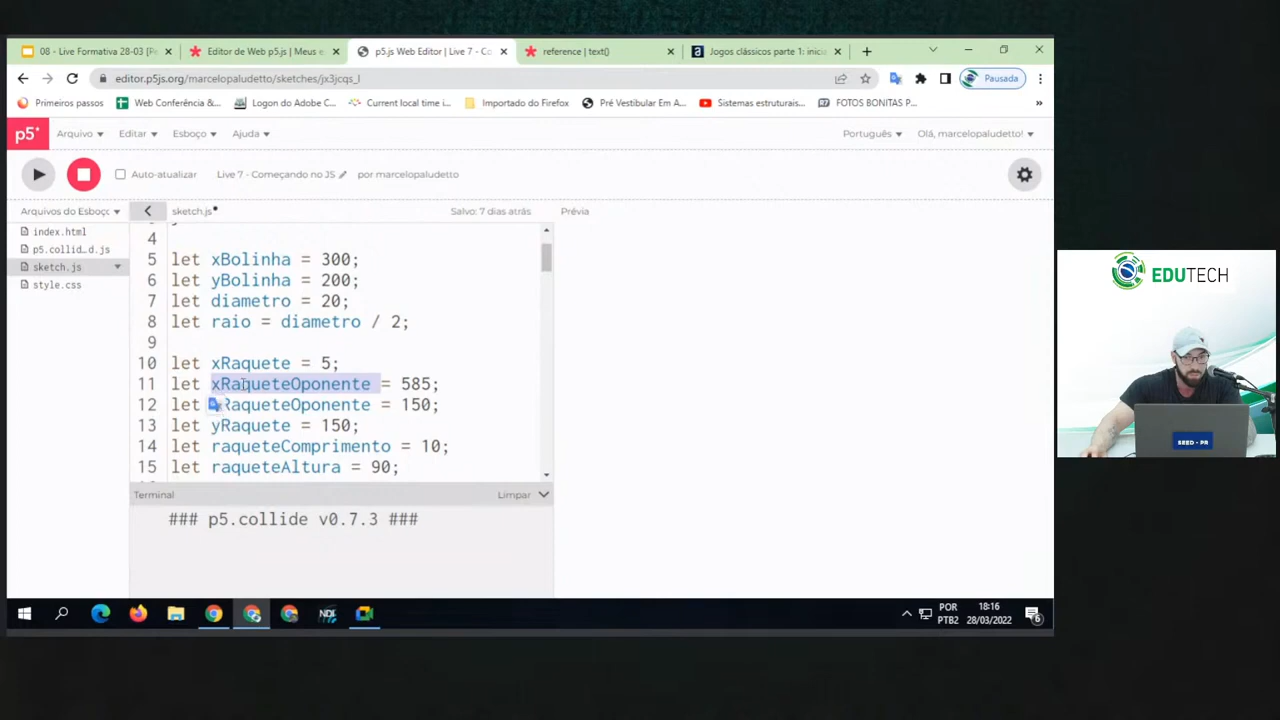 08 - Live Formativa 28-03 [Pe
Editor de Web p5.js | Meus e
p5.js Web Editor | Live 7 - Co
reference | text()
Jogos clássicos parte 1: inicia
editor.p5js.org/marcelopaludetto/sketches/jx3jcqs_l
Pausada
Primeiros passos
Web Conferência &...
Logon do Adobe C...
Current local time i...
Importado do Firefox
Pré Vestibular Em A...
Sistemas estruturais...
FOTOS BONITAS P...
»
p5*
Arquivo
Editar
Esboço
Ajuda
Português
Olá, marcelopaludetto!
Auto-atualizar
Live 7 - Começando no JS
por marcelopaludetto
Arquivos do Esboç
sketch.js
Salvo: 7 dias atrás
Prévia
index.html
p5.collid…d.js
sketch.js
style.css
4
5 let xBolinha = 300;
6 let yBolinha = 200;
7 let diametro = 20;
8 let raio = diametro / 2;
9
10 let xRaquete = 5;
11 let xRaqueteOponente = 585;
12 let RaqueteOponente = 150;
13 let yRaquete = 150;
14 let raqueteComprimento = 10;
15 let raqueteAltura = 90;
Terminal
Limpar
### p5.collide v0.7.3 ###
EDUTECH
SEED - PR
NDI
POR
PTB2
18:16
28/03/2022
6